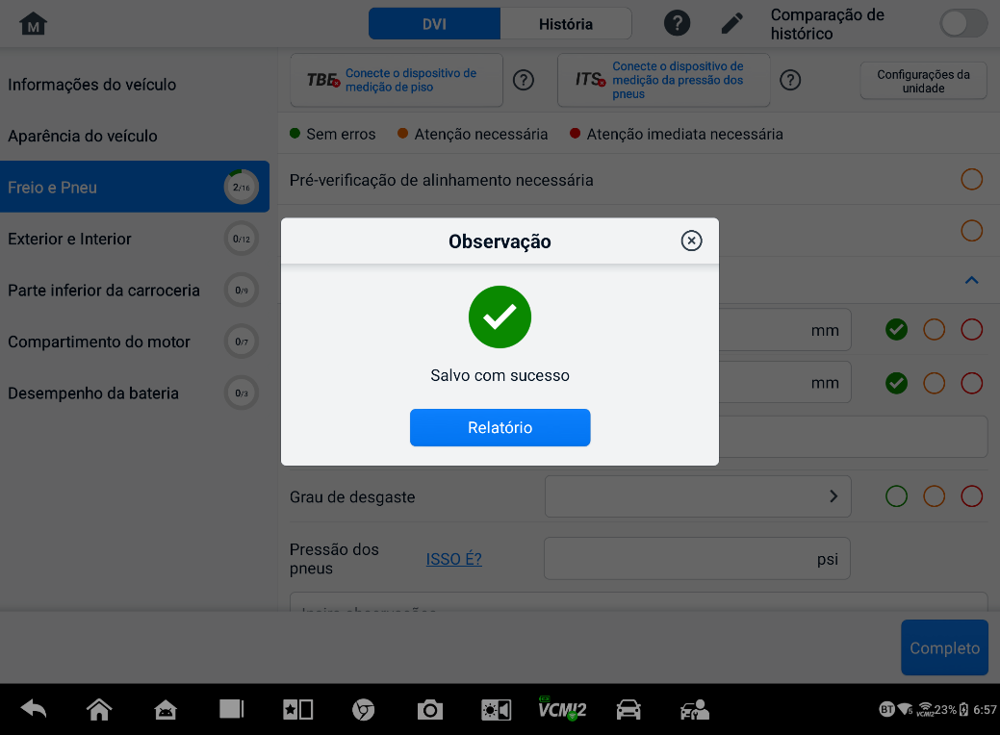 M
DVI
História
?
Comparação de
histórico
Informações do veículo
Aparência do veículo
Freio e Pneu
2/16
Exterior e Interior
0/12
Parte inferior da carroceria
0/9
Compartimento do motor
0/7
Desempenho da bateria
0/3
TBE
Conecte o dispositivo de
medição de piso
?
ITS
Conecte o dispositivo de
medição da pressão dos
pneus
?
Configurações da
unidade
Sem erros
Atenção necessária
Atenção imediata necessária
Pré-verificação de alinhamento necessária
Observação
Salvo com sucesso
Relatório
mm
mm
Grau de desgaste
Pressão dos
pneus
ISSO É?
psi
Insira observações
Completo
VCMI2
BT
5
VCMI2
23%
6:57